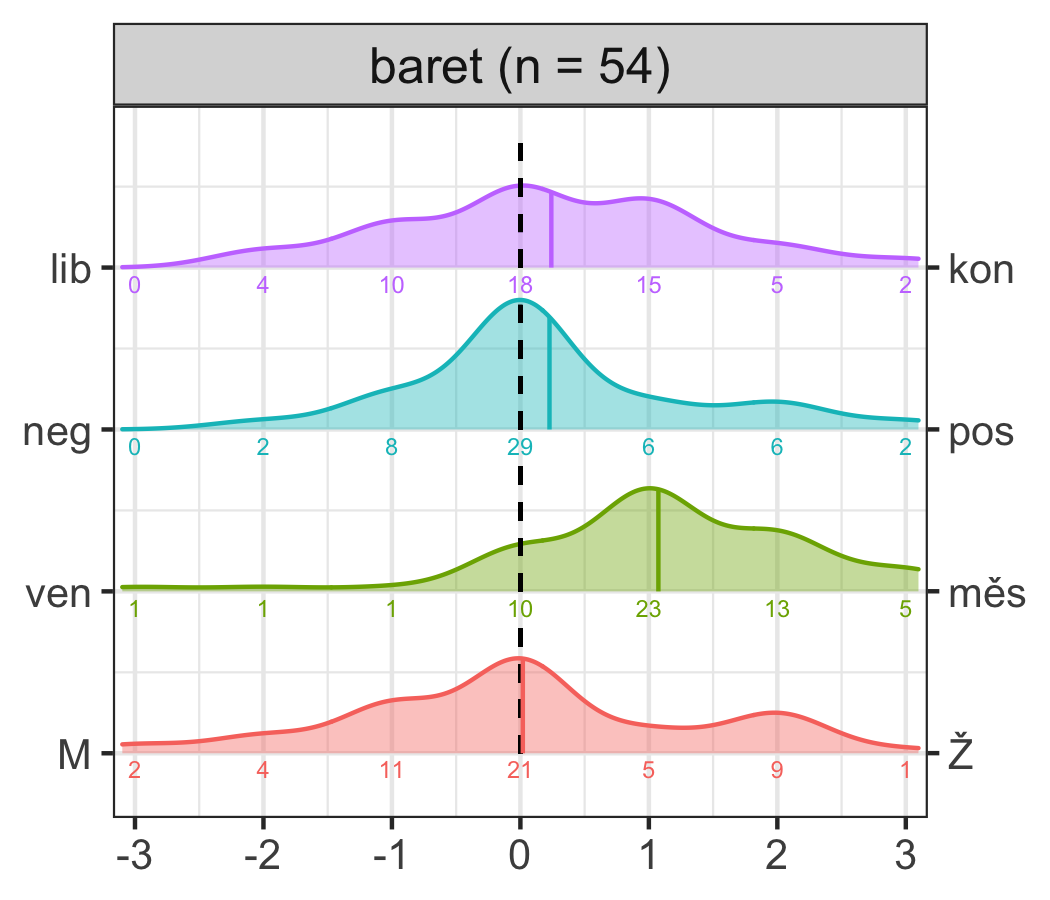 baret (n = 54)
lib kon
0 4 10 18 15 5 2
neg pos
0 2 8 29 6 6 2
ven měs
1 1 1 10 23 13 5
M Ž
2 4 11 21 5 9 1
-3 -2 -1 0 1 2 3